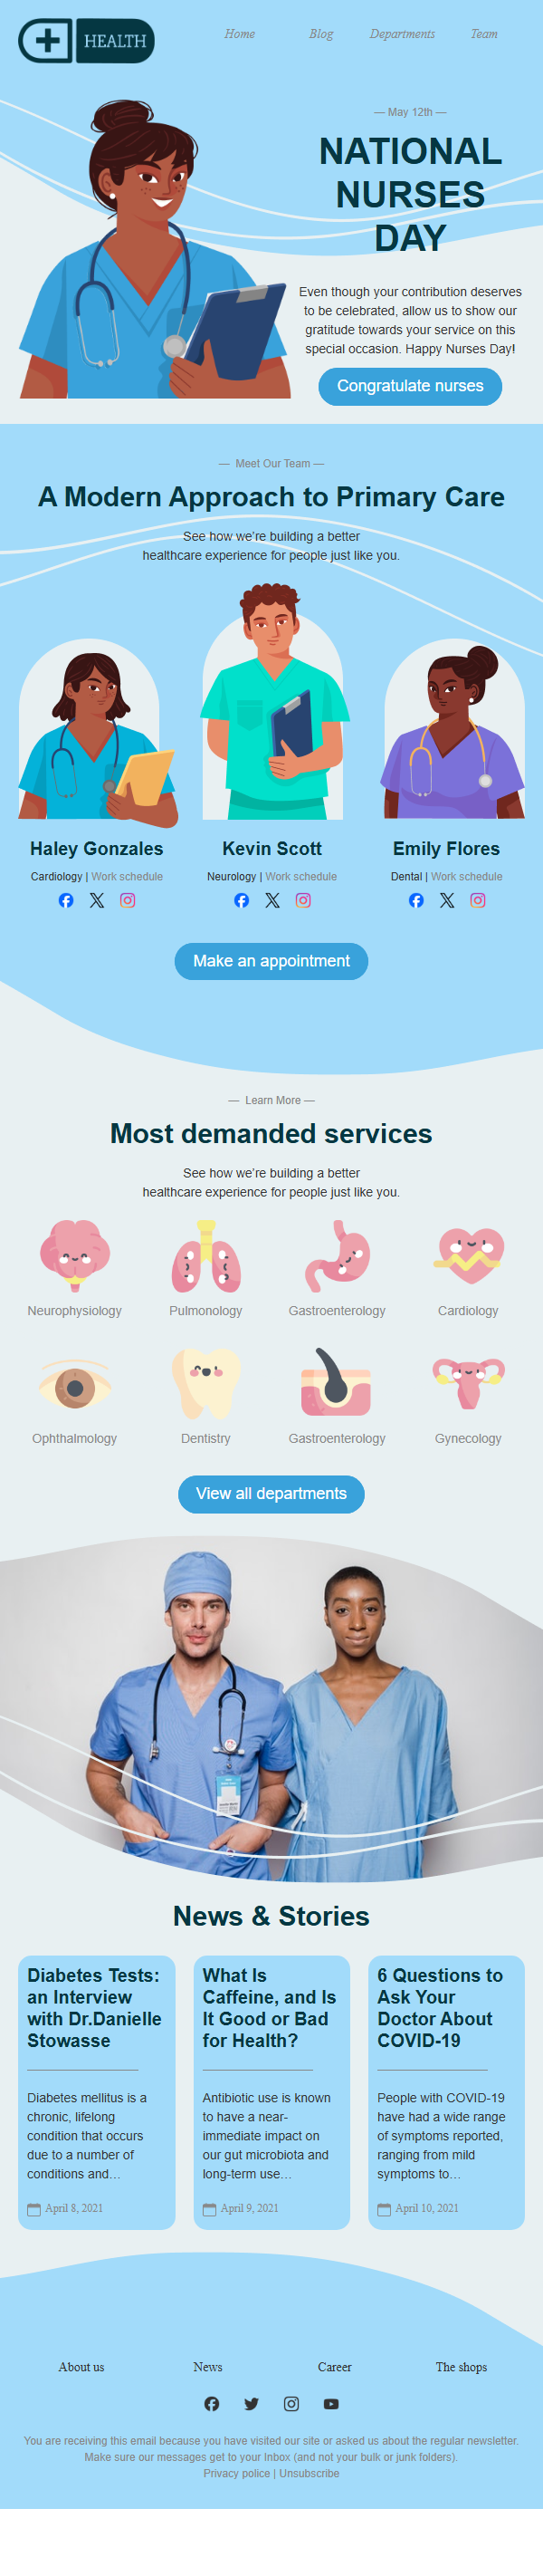 HEALTH
Home Blog Departments Team
— May 12th —
NATIONAL
NURSES
DAY
Even though your contribution deserves
to be celebrated, allow us to show our
gratitude towards your service on this
special occasion. Happy Nurses Day!
Congratulate nurses
— Meet Our Team —
A Modern Approach to Primary Care
See how we're building a better
healthcare experience for people just like you.
Haley Gonzales
Cardiology | Work schedule
Kevin Scott
Neurology | Work schedule
Emily Flores
Dental | Work schedule
Make an appointment
— Learn More —
Most demanded services
See how we're building a better
healthcare experience for people just like you.
Neurophysiology Pulmonology Gastroenterology Cardiology
Ophthalmology Dentistry Gastroenterology Gynecology
View all departments
News & Stories
Diabetes Tests:
an Interview
with Dr.Danielle
Stowasse
Diabetes mellitus is a
chronic, lifelong
condition that occurs
due to a number of
conditions and...
April 8, 2021
What Is
Caffeine, and Is
It Good or Bad
for Health?
Antibiotic use is known
to have a near-
immediate impact on
our gut microbiota and
long-term use...
April 9, 2021
6 Questions to
Ask Your
Doctor About
COVID-19
People with COVID-19
have had a wide range
of symptoms reported,
ranging from mild
symptoms to...
April 10, 2021
About us News Career The shops
You are receiving this email because you have visited our site or asked us about the regular newsletter.
Make sure our messages get to your Inbox (and not your bulk or junk folders).
Privacy police | Unsubscribe